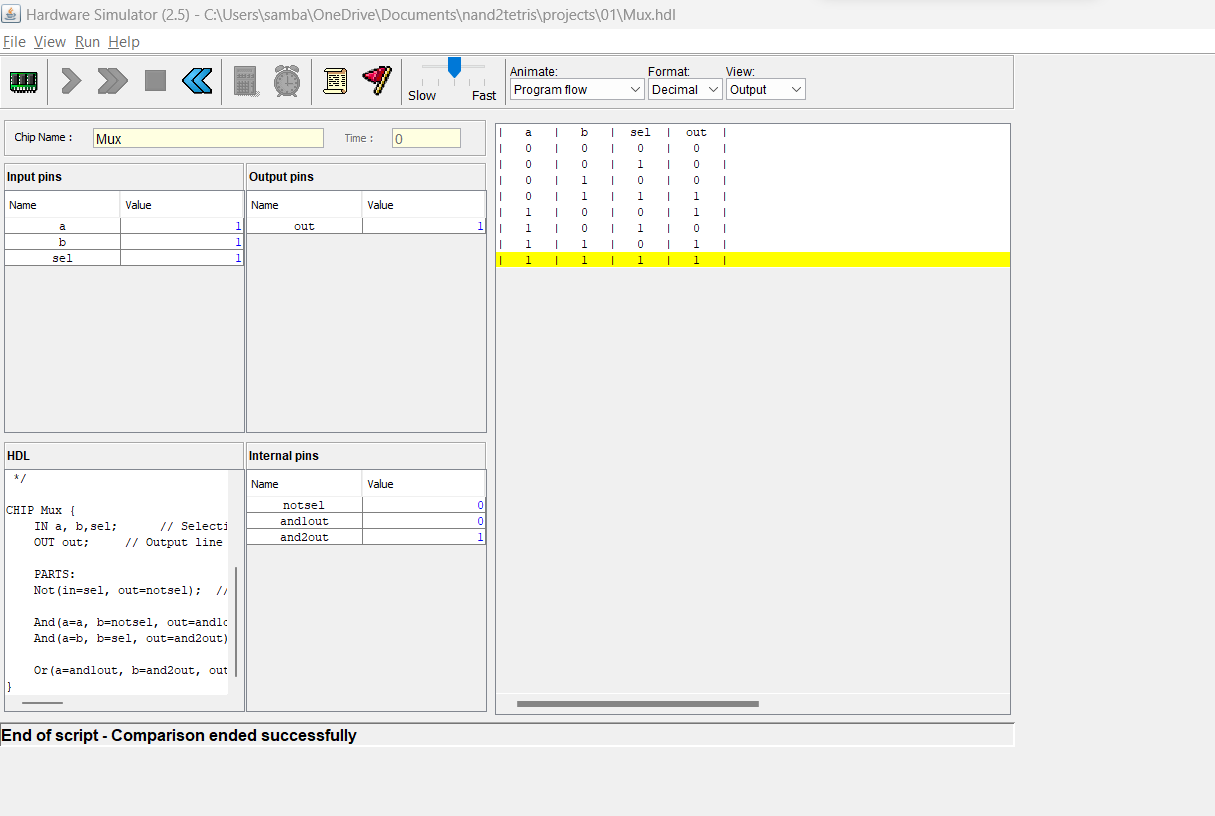 Hardware Simulator (2.5) - C:\Users\samba\OneDrive\Documents\nand2tetris\projects\01\Mux.hdl
File View Run Help
Slow Fast
Animate: Format: View:
Program flow Decimal Output
Chip Name : Mux Time : 0
Input pins
Name Value
a 1
b 1
sel 1
Output pins
Name Value
out 1
| a | b | sel | out |
| 0 | 0 | 0 | 0 |
| 0 | 0 | 1 | 0 |
| 0 | 1 | 0 | 0 |
| 0 | 1 | 1 | 1 |
| 1 | 0 | 0 | 1 |
| 1 | 0 | 1 | 0 |
| 1 | 1 | 0 | 1 |
| 1 | 1 | 1 | 1 |
HDL
*/
CHIP Mux {
IN a, b,sel; // Selecti
OUT out; // Output line
PARTS:
Not(in=sel, out=notsel); //
And(a=a, b=notsel, out=and1o
And(a=b, b=sel, out=and2out)
Or(a=and1out, b=and2out, out
}
Internal pins
Name Value
notsel 0
and1out 0
and2out 1
End of script - Comparison ended successfully